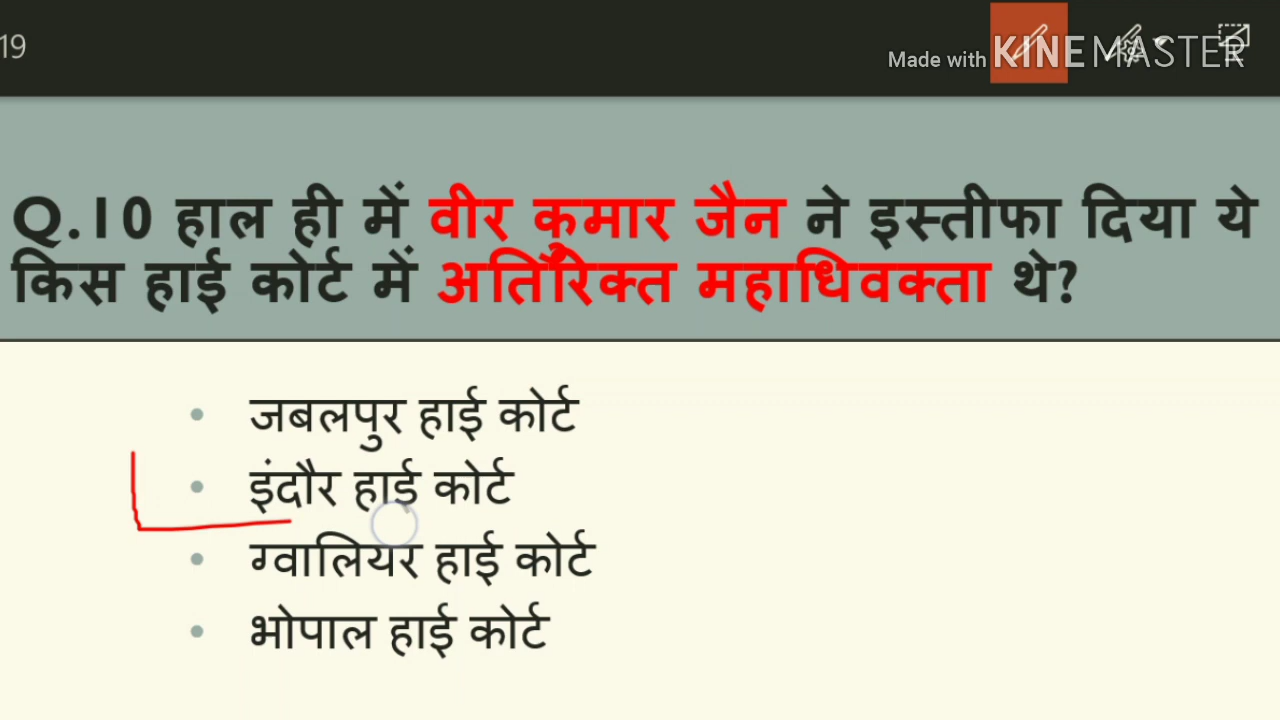 19
Made with KINEMASTER
Q.10 हाल ही में वीर कुमार जैन ने इस्तीफा दिया ये
किस हाई कोर्ट में अतिरिक्त महाधिवक्ता थे?
• जबलपुर हाई कोर्ट
• इंदौर हाई कोर्ट
• ग्वालियर हाई कोर्ट
• भोपाल हाई कोर्ट